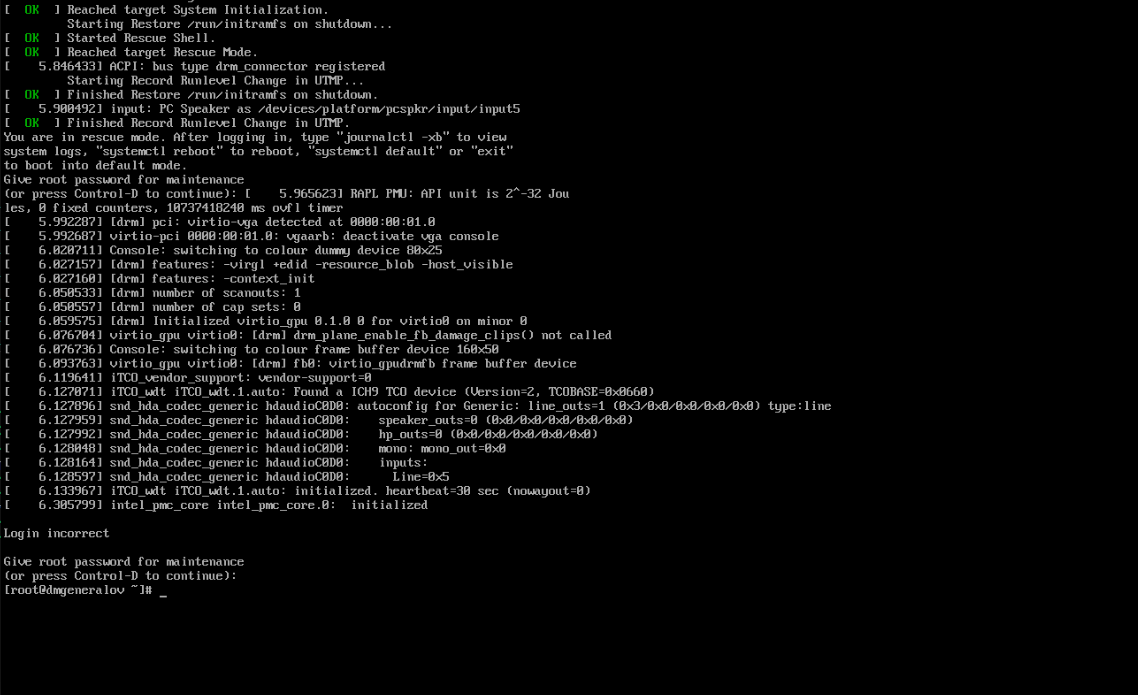 [  OK  ] Reached target System Initialization.
         Starting Restore /run/initramfs on shutdown...
[  OK  ] Started Rescue Shell.
[  OK  ] Reached target Rescue Mode.
[    5.846433] ACPI: bus type drm_connector registered
         Starting Record Runlevel Change in UTMP...
[  OK  ] Finished Restore /run/initramfs on shutdown.
[    5.900492] input: PC Speaker as /devices/platform/pcspkr/input/input5
[  OK  ] Finished Record Runlevel Change in UTMP.
You are in rescue mode. After logging in, type "journalctl -xb" to view
system logs, "systemctl reboot" to reboot, "systemctl default" or "exit"
to boot into default mode.
Give root password for maintenance
(or press Control-D to continue): [    5.965623] RAPL PMU: API unit is 2^-32 Jou
les, 0 fixed counters, 10737418240 ms ovfl timer
[    5.992287] [drm] pci: virtio-vga detected at 0000:00:01.0
[    5.992687] virtio-pci 0000:00:01.0: vgaarb: deactivate vga console
[    6.020711] Console: switching to colour dummy device 80x25
[    6.027157] [drm] features: -virgl +edid -resource_blob -host_visible
[    6.027160] [drm] features: -context_init
[    6.050533] [drm] number of scanouts: 1
[    6.050557] [drm] number of cap sets: 0
[    6.059575] [drm] Initialized virtio_gpu 0.1.0 0 for virtio0 on minor 0
[    6.076704] virtio_gpu virtio0: [drm] drm_plane_enable_fb_damage_clips() not called
[    6.076736] Console: switching to colour frame buffer device 160x50
[    6.093763] virtio_gpu virtio0: [drm] fb0: virtio_gpudrmfb frame buffer device
[    6.119641] iTCO_vendor_support: vendor-support=0
[    6.127071] iTCO_wdt iTCO_wdt.1.auto: Found a ICH9 TCO device (Version=2, TCOBASE=0x0660)
[    6.127896] snd_hda_codec_generic hdaudioC0D0: autoconfig for Generic: line_outs=1 (0x3/0x0/0x0/0x0/0x0) type:line
[    6.127959] snd_hda_codec_generic hdaudioC0D0:    speaker_outs=0 (0x0/0x0/0x0/0x0/0x0)
[    6.127992] snd_hda_codec_generic hdaudioC0D0:    hp_outs=0 (0x0/0x0/0x0/0x0/0x0)
[    6.128048] snd_hda_codec_generic hdaudioC0D0:    mono: mono_out=0x0
[    6.128164] snd_hda_codec_generic hdaudioC0D0:    inputs:
[    6.128597] snd_hda_codec_generic hdaudioC0D0:      Line=0x5
[    6.133967] iTCO_wdt iTCO_wdt.1.auto: initialized. heartbeat=30 sec (nowayout=0)
[    6.305799] intel_pmc_core intel_pmc_core.0:  initialized
Login incorrect
Give root password for maintenance
(or press Control-D to continue):
[root@dmgeneralov ~]# _